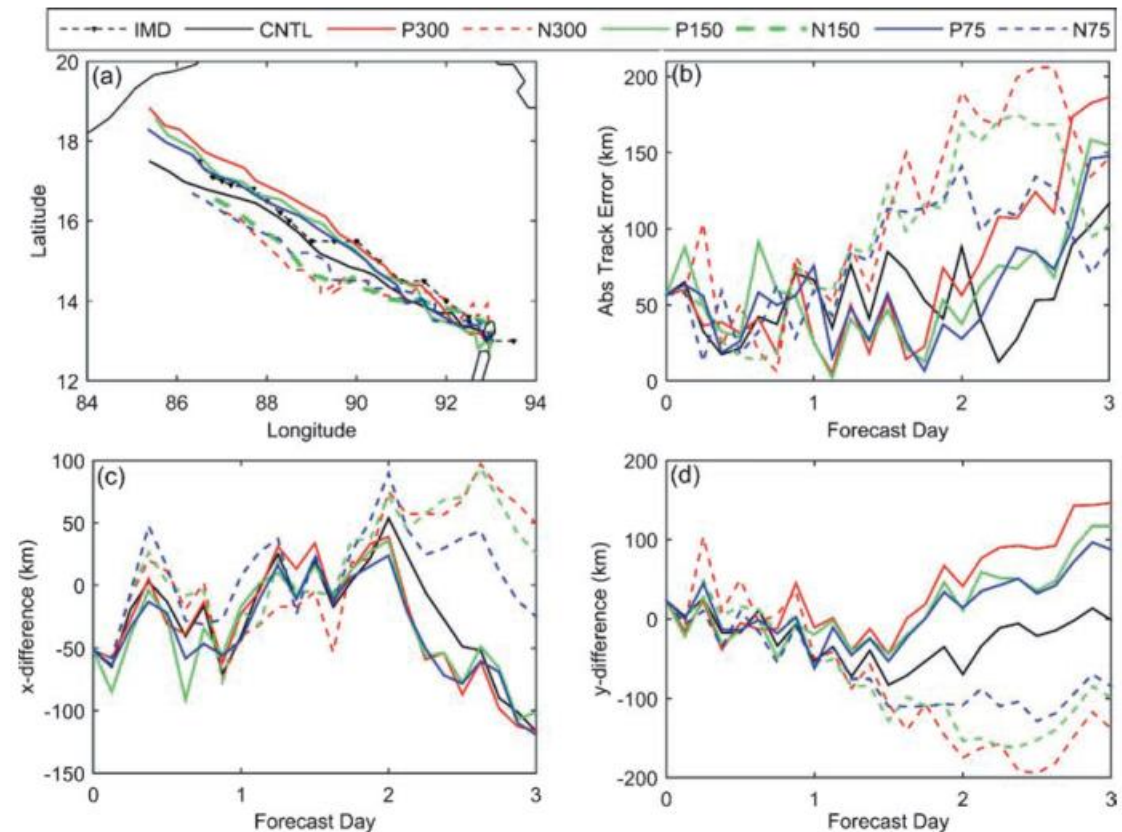 IMD CNTL P300 N300 P150 N150 P75 N75
(a)
20
18
16
14
12
Latitude
84 86 88 90 92 94
Longitude
(b)
200
150
100
50
0
Abs Track Error (km)
0 1 2 3
Forecast Day
(c)
100
50
0
-50
-100
-150
x-difference (km)
0 1 2 3
Forecast Day
(d)
200
100
0
-100
-200
y-difference (km)
0 1 2 3
Forecast Day